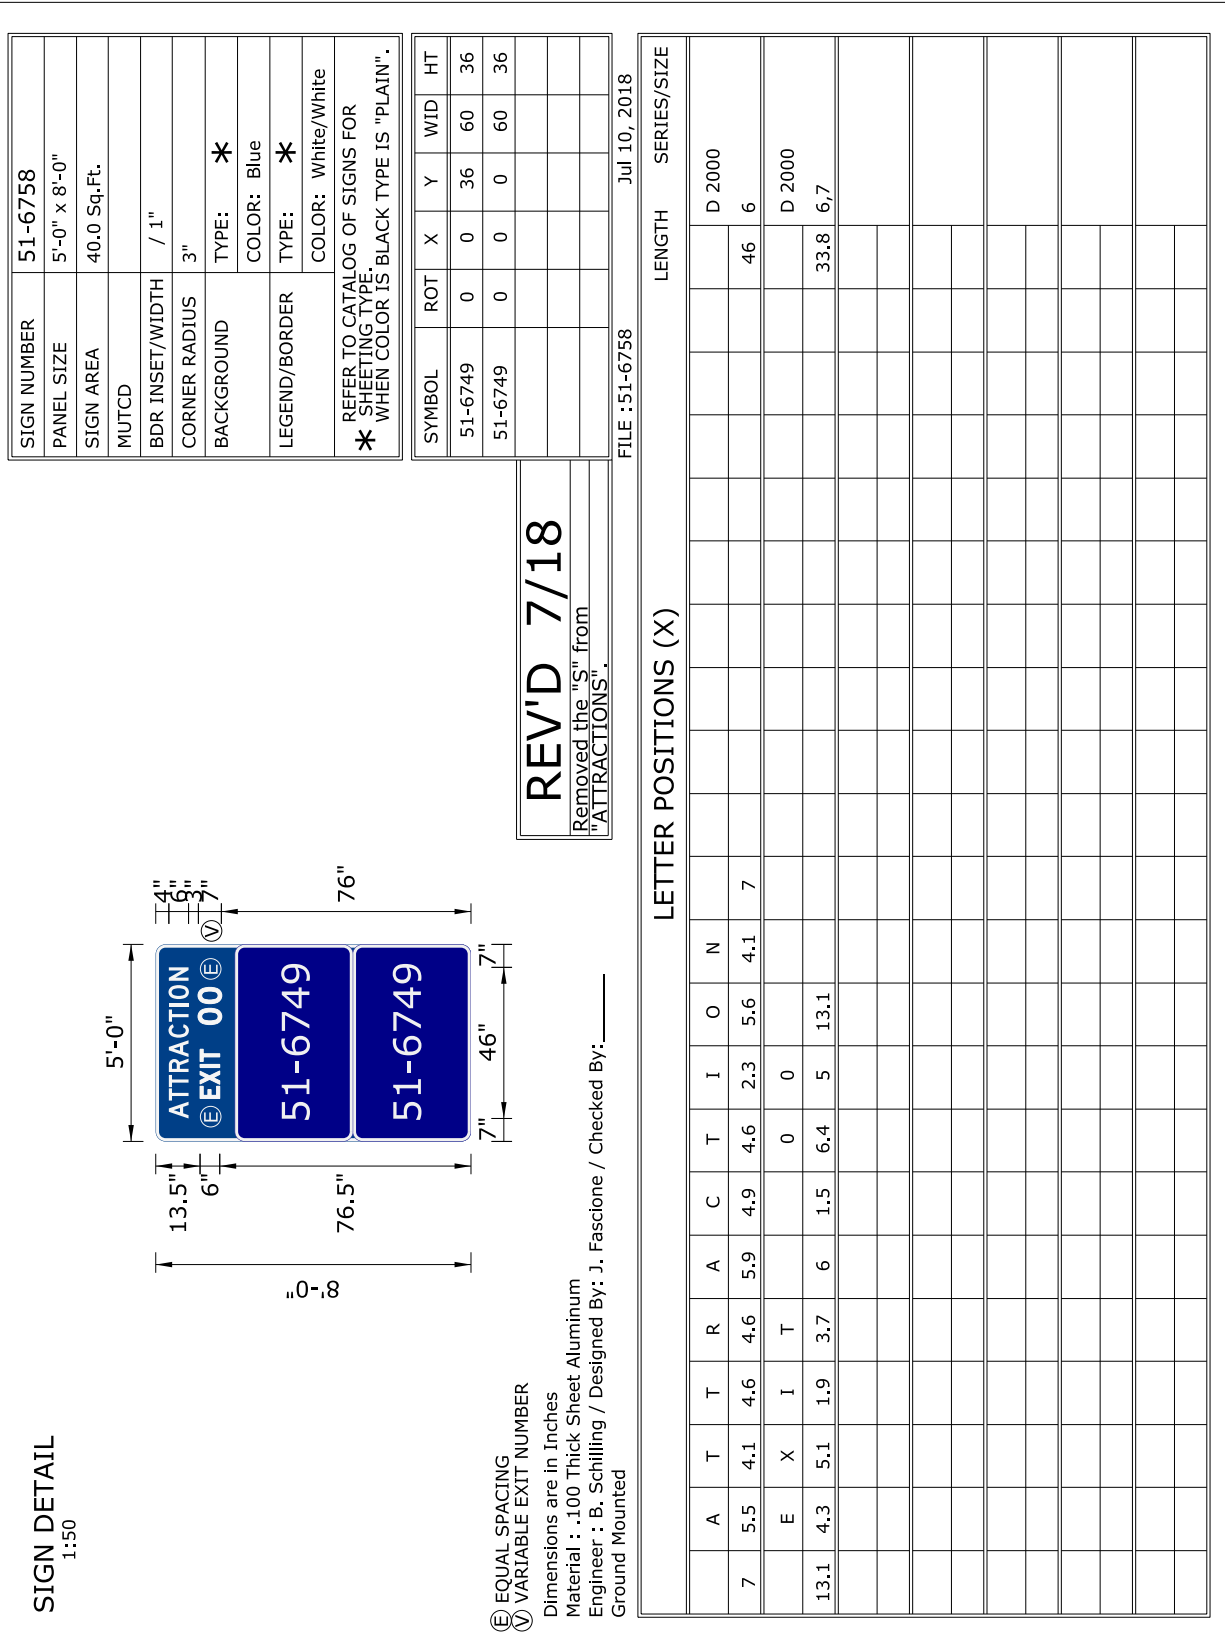 SIGN DETAIL
1:50
5'-0"
8'-0"
13.5"
6"
76.5"
ATTRACTION
Ⓔ EXIT 00 Ⓔ
51-6749
51-6749
4"
6"
3"
7"
Ⓥ
76"
7" 46" 7"
Ⓔ EQUAL SPACING
Ⓥ VARIABLE EXIT NUMBER
Dimensions are in Inches
Material : .100 Thick Sheet Aluminum
Engineer : B. Schilling / Designed By: J. Fascione / Checked By:
Ground Mounted
REV'D 7/18
Removed the "S" from
"ATTRACTIONS".
SIGN NUMBER 51-6758
PANEL SIZE 5'-0" x 8'-0"
SIGN AREA 40.0 Sq.Ft.
MUTCD
BDR INSET/WIDTH / 1"
CORNER RADIUS 3"
BACKGROUND TYPE: *
COLOR: Blue
LEGEND/BORDER TYPE: *
COLOR: White/White
REFER TO CATALOG OF SIGNS FOR
* SHEETING TYPE.
WHEN COLOR IS BLACK TYPE IS "PLAIN".
SYMBOL ROT X Y WID HT
51-6749 0 0 36 60 36
51-6749 0 0 0 60 36
FILE :51-6758 Jul 10, 2018
LETTER POSITIONS (X) LENGTH SERIES/SIZE
A T T R A C T I O N D 2000
7 5.5 4.1 4.6 4.6 5.9 4.9 4.6 2.3 5.6 4.1 7 46 6
E X I T 0 0 D 2000
13.1 4.3 5.1 1.9 3.7 6 1.5 6.4 5 13.1 33.8 6,7